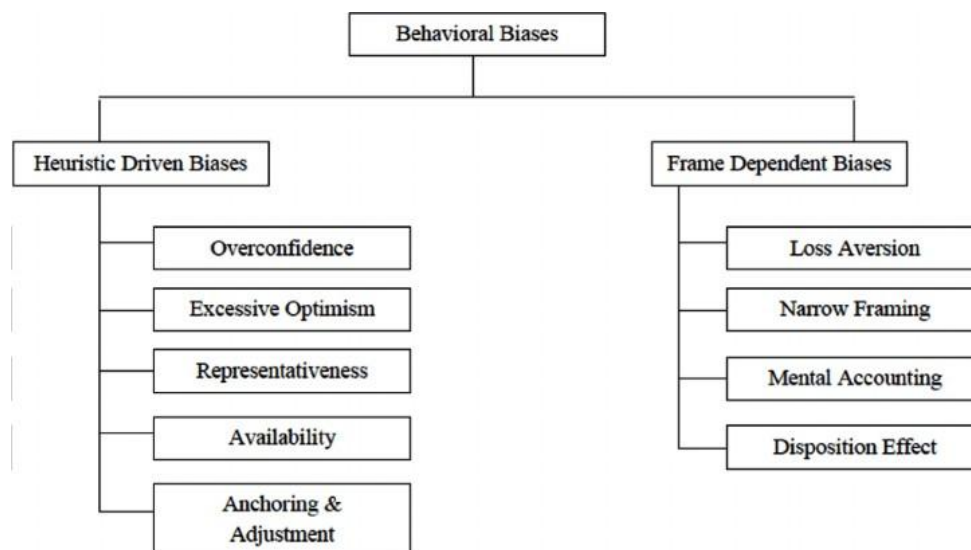 Behavioral Biases
Heuristic Driven Biases
Frame Dependent Biases
Overconfidence
Excessive Optimism
Representativeness
Availability
Anchoring &
Adjustment
Loss Aversion
Narrow Framing
Mental Accounting
Disposition Effect